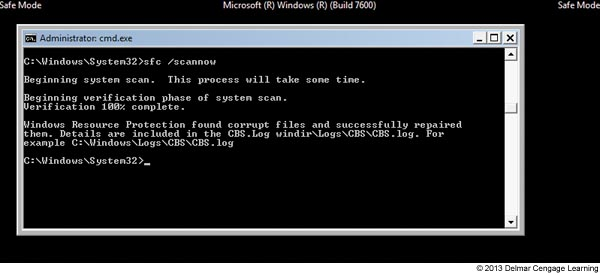 Safe Mode
Microsoft (R) Windows (R) (Build 7600)
Safe Mode
Administrator: cmd.exe
C:\Windows\System32>sfc /scannow
Beginning system scan. This process will take some time.
Beginning verification phase of system scan.
Verification 100% complete.
Windows Resource Protection found corrupt files and successfully repaired
them. Details are included in the CBS.Log windir\Logs\CBS\CBS.log. For
example C:\Windows\Logs\CBS\CBS.log
C:\Windows\System32>_
© 2013 Delmar Cengage Learning